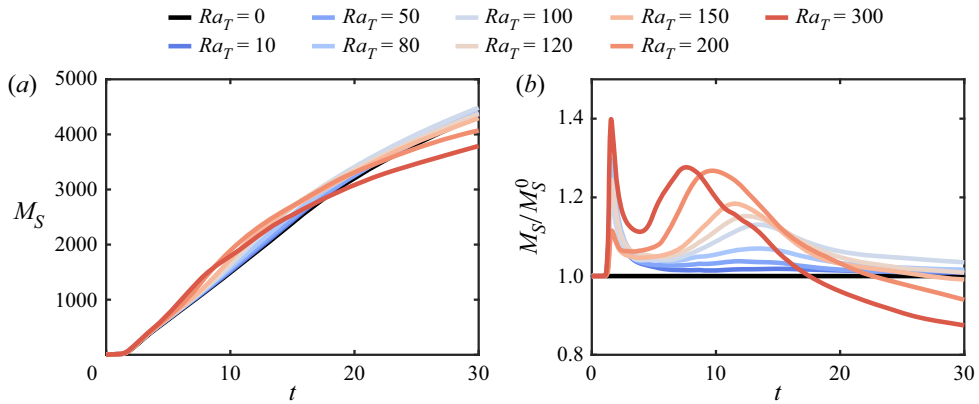 Ra_T = 0 Ra_T = 50 Ra_T = 100 Ra_T = 150 Ra_T = 300
Ra_T = 10 Ra_T = 80 Ra_T = 120 Ra_T = 200
(a) 5000
4000
3000
M_S
2000
1000
0 10 20 30
t
(b)
1.4
1.2
M_S/M_S^0
1.0
0.8
0 10 20 30
t